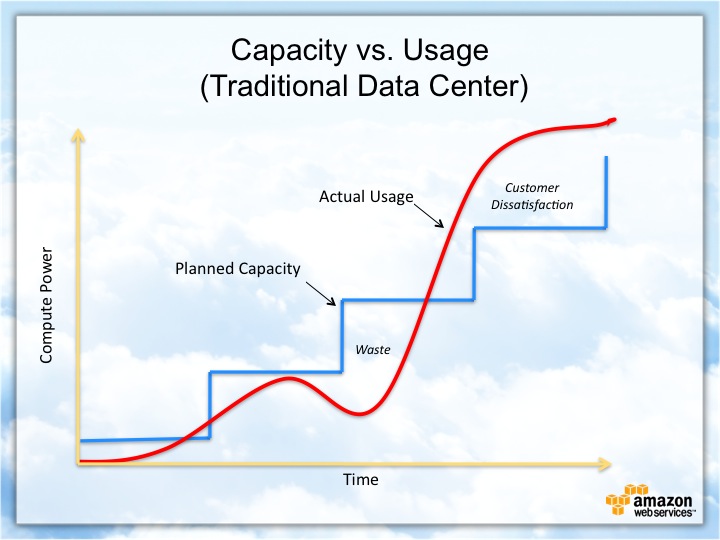 Capacity vs. Usage
(Traditional Data Center)
Actual Usage
Customer
Dissatisfaction
Planned Capacity
Compute Power
Waste
Time
amazon
webservices™